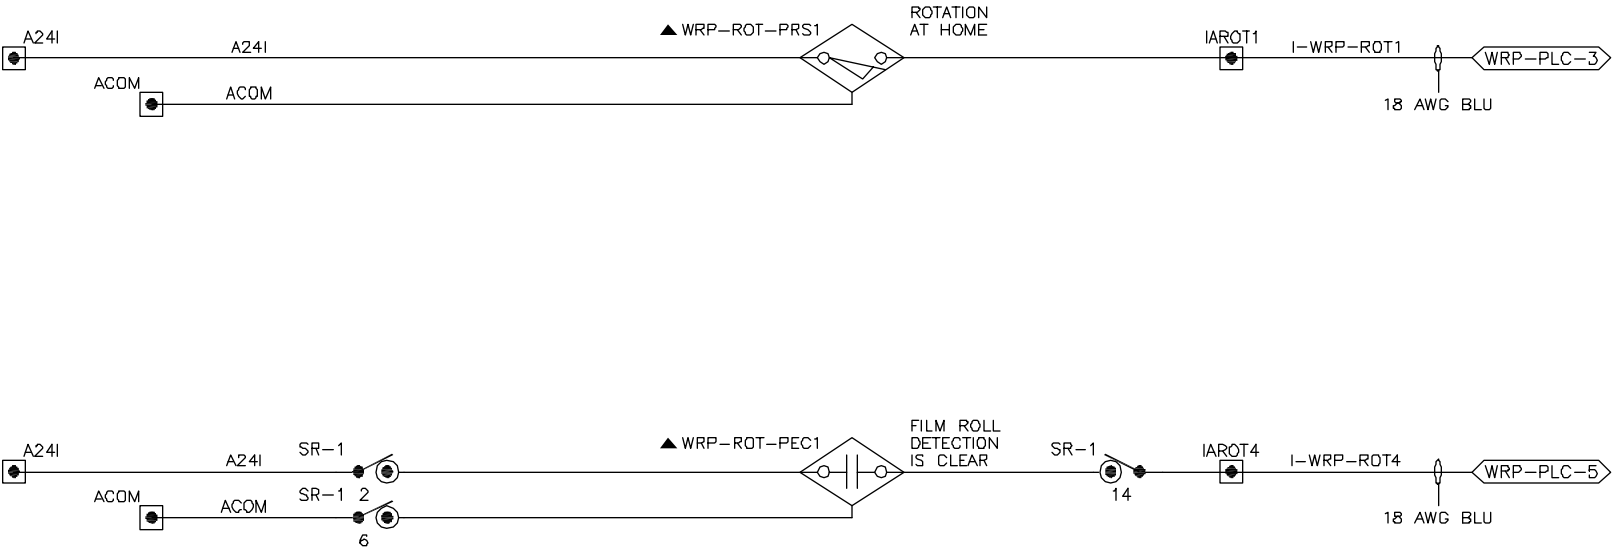 ROTATION
AT HOME
▲ WRP-ROT-PRS1
A24I
A24I
IAROT1
I-WRP-ROT1
WRP-PLC-3
ACOM
ACOM
18 AWG BLU
FILM ROLL
DETECTION
IS CLEAR
▲ WRP-ROT-PEC1
A24I
A24I
SR-1
SR-1
IAROT4
I-WRP-ROT4
WRP-PLC-5
2
14
ACOM
ACOM
SR-1
6
18 AWG BLU